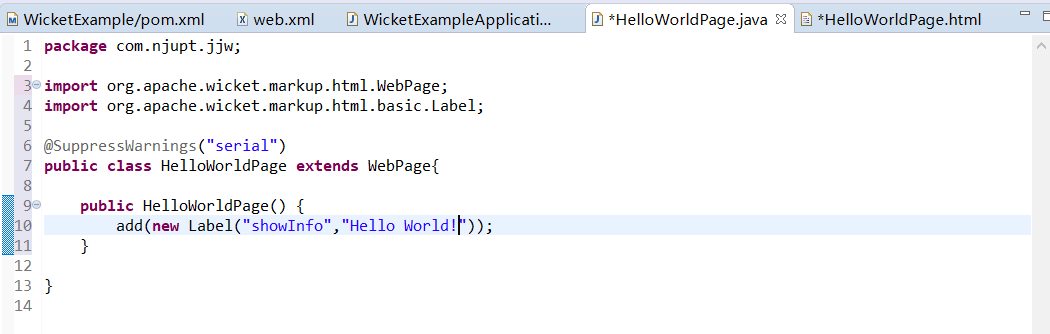 WicketExample/pom.xml web.xml WicketExampleApplicati... *HelloWorldPage.java *HelloWorldPage.html
1 package com.njupt.jjw;
2
3 import org.apache.wicket.markup.html.WebPage;
4 import org.apache.wicket.markup.html.basic.Label;
5
6 @SuppressWarnings("serial")
7 public class HelloWorldPage extends WebPage{
8
9 public HelloWorldPage() {
10 add(new Label("showInfo","Hello World!"));
11 }
12
13 }
14